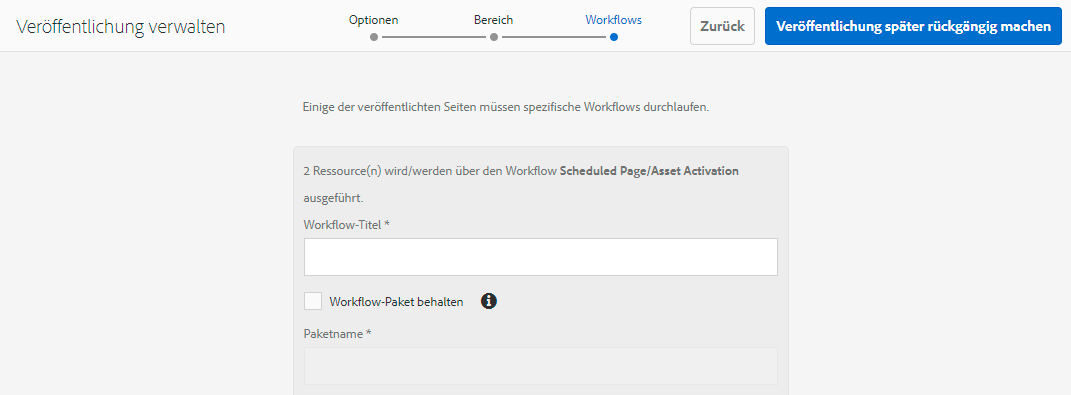 Veröffentlichung verwalten
Optionen
Bereich
Workflows
Zurück
Veröffentlichung später rückgängig machen
Einige der veröffentlichten Seiten müssen spezifische Workflows durchlaufen.
2 Ressource(n) wird/werden über den Workflow Scheduled Page/Asset Activation
ausgeführt.
Workflow-Titel *
Workflow-Paket behalten
Paketname *